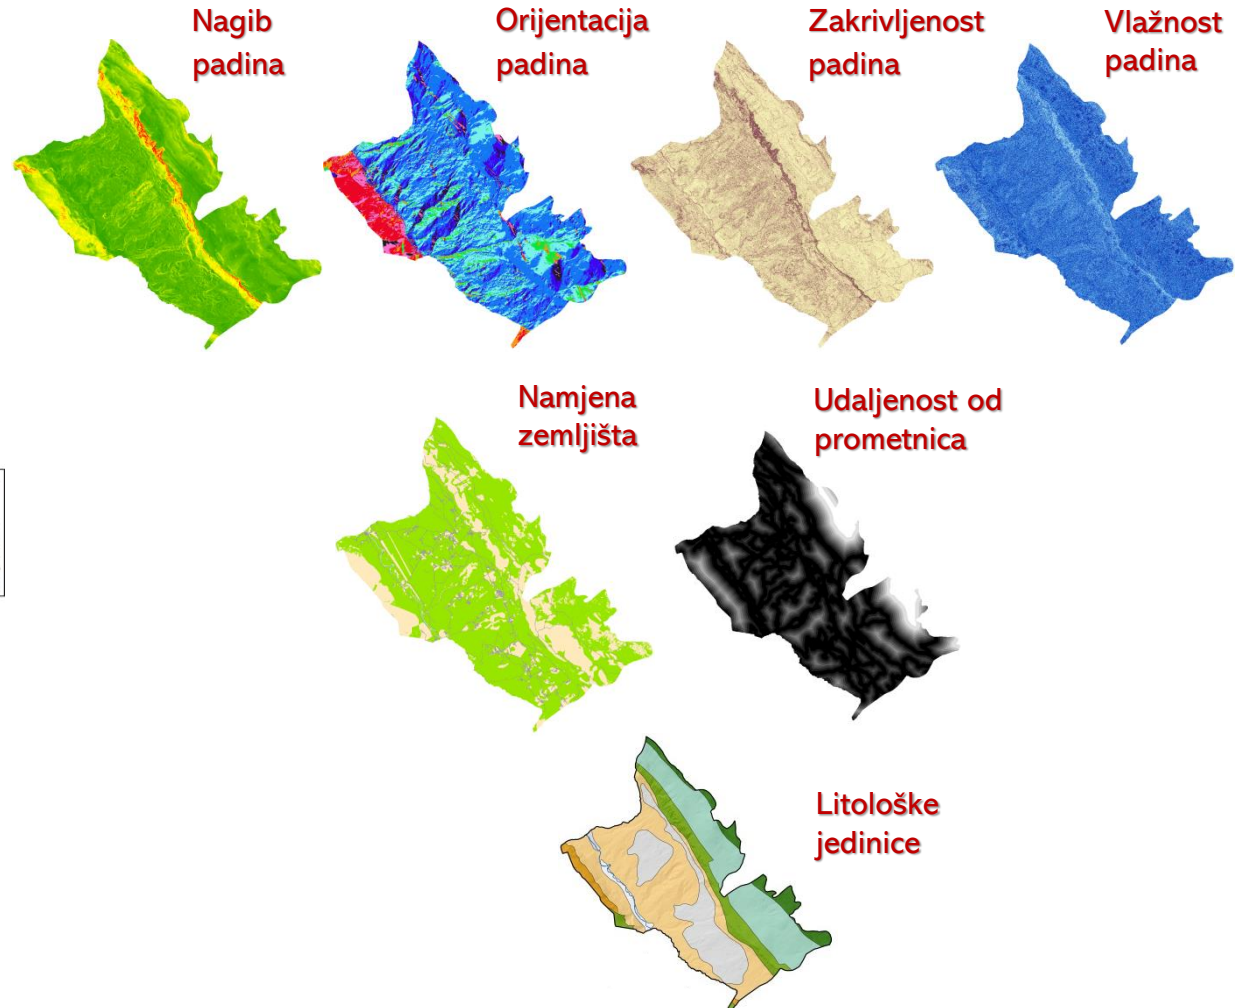 Nagib
padina
Orijentacija
padina
Zakrivljenost
padina
Vlažnost
padina
Namjena
zemljišta
Udaljenost od
prometnica
Litološke
jedinice